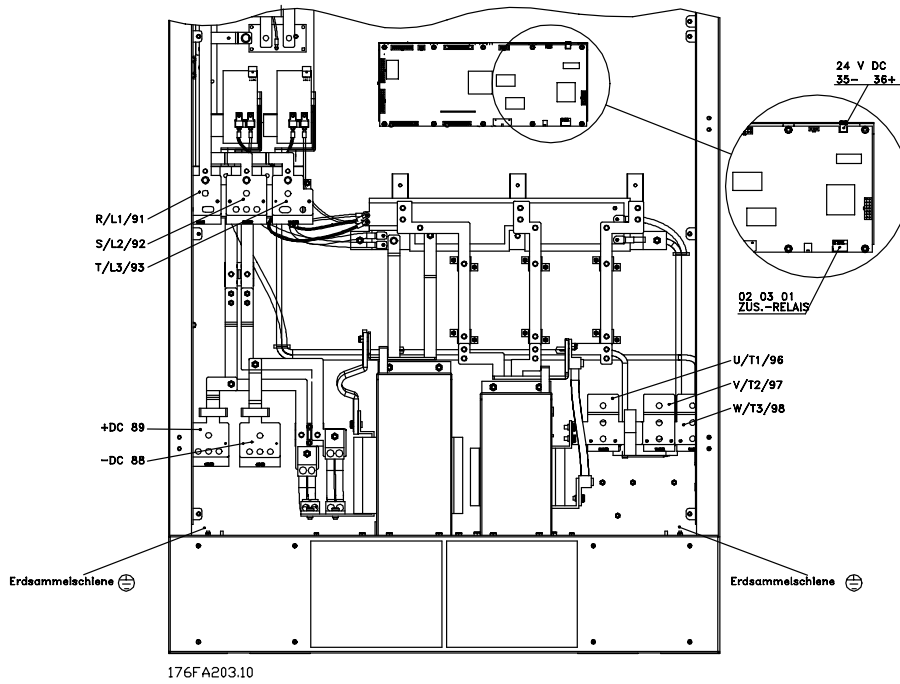 24 V DC
35- 36+
R/L1/91
S/L2/92
T/L3/93
02 03 01
ZUS.-RELAIS
U/T1/96
V/T2/97
W/T3/98
+DC 89
-DC 88
Erdsammelschiene
Erdsammelschiene
176FA203.10